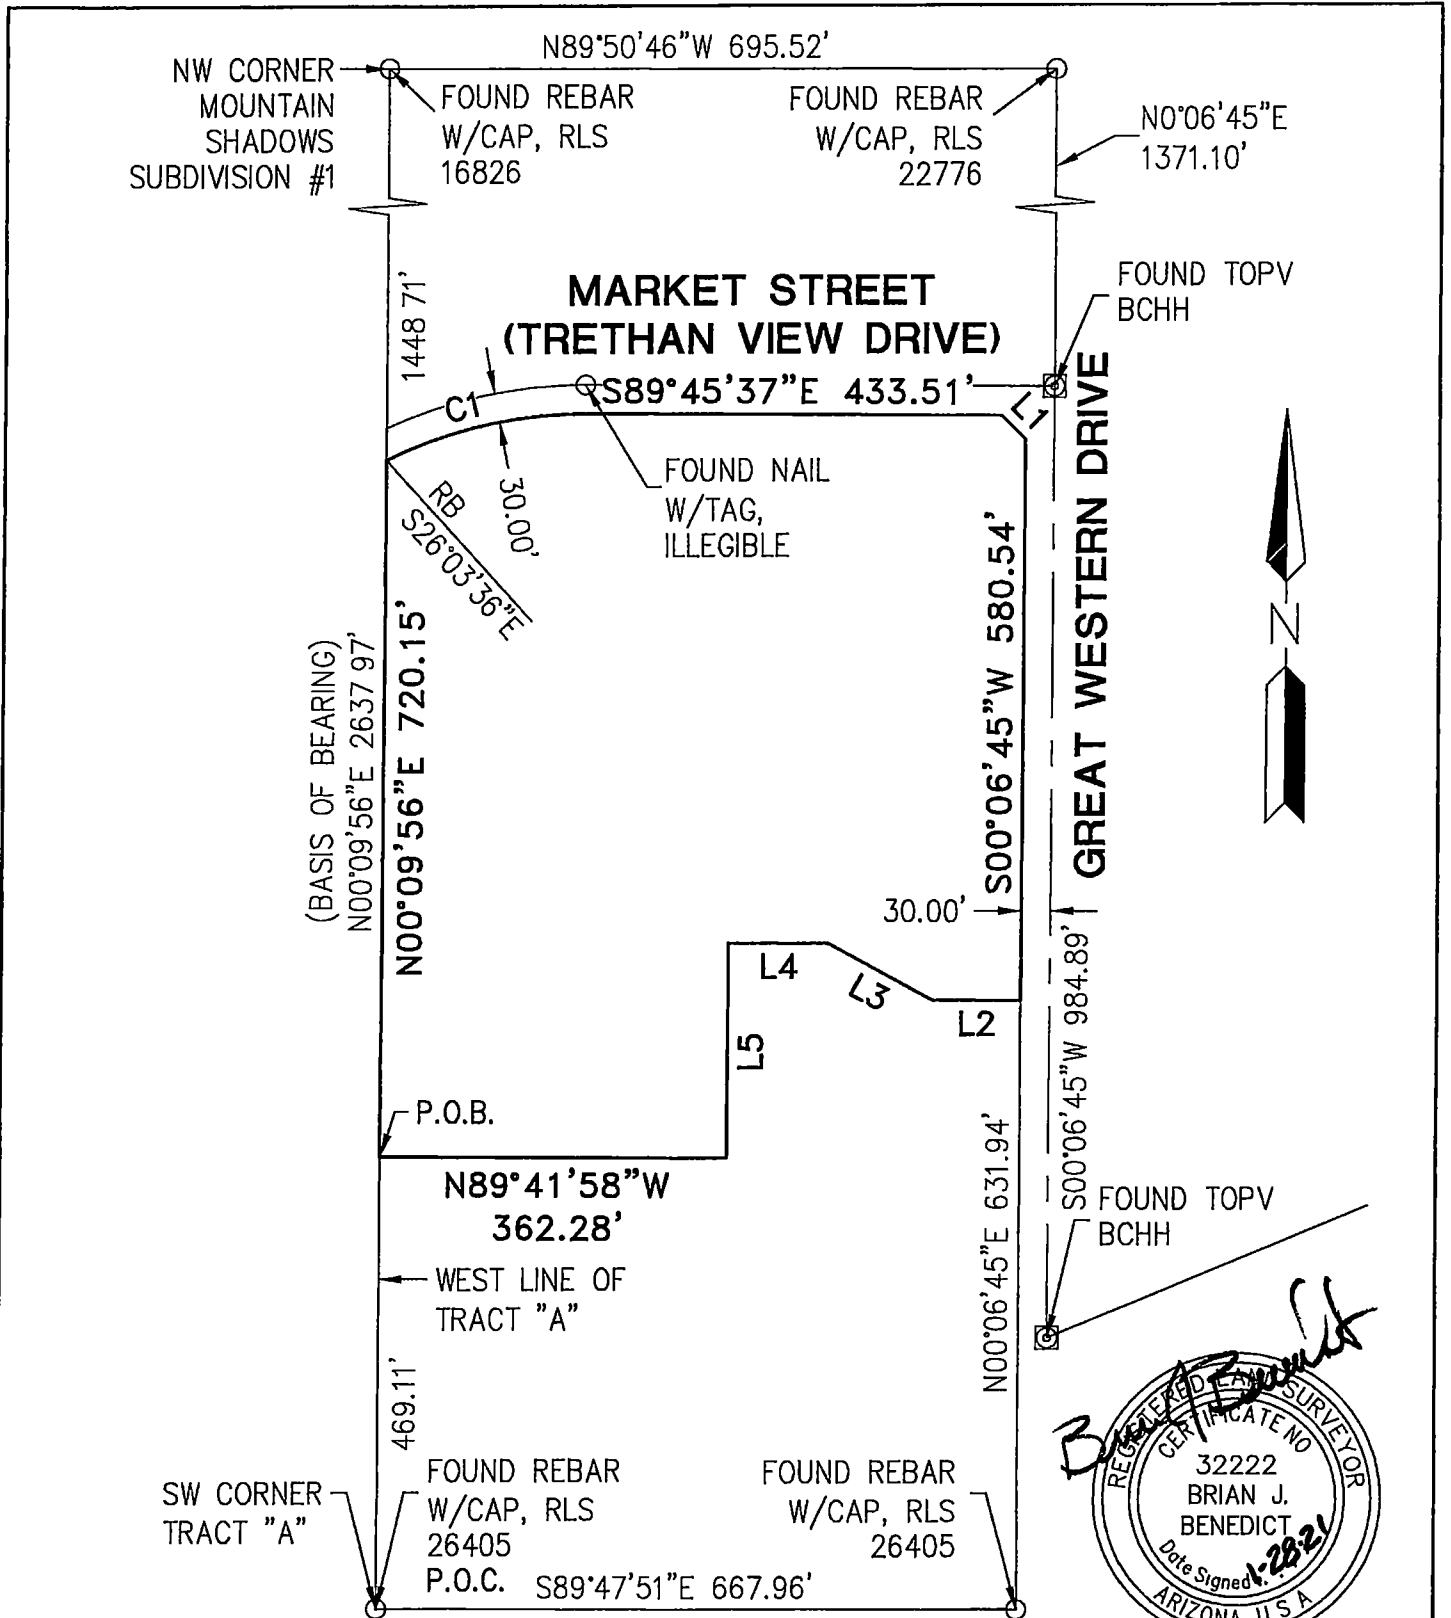 N89°50'46"W 695.52'
NW CORNER
MOUNTAIN
SHADOWS
SUBDIVISION #1
FOUND REBAR
W/CAP, RLS
16826
FOUND REBAR
W/CAP, RLS
22776
N0°06'45"E
1371.10'
1448 71'
MARKET STREET
(TRETHAN VIEW DRIVE)
FOUND TOPV
BCHH
S89°45'37"E 433.51'
C1
L1
30.00'
RB
S26°03'36"E
FOUND NAIL
W/TAG,
ILLEGIBLE
GREAT WESTERN DRIVE
S00°06'45"W 580.54'
N
(BASIS OF BEARING)
N00°09'56"E 2637 97'
N00°09'56"E 720.15'
30.00'
L4
L3
L2
L5
S00°06'45"W 984.89'
P.O.B.
N89°41'58"W
362.28'
N00°06'45"E 631.94'
FOUND TOPV
BCHH
WEST LINE OF
TRACT "A"
469.11'
SW CORNER
TRACT "A"
FOUND REBAR
W/CAP, RLS
26405
P.O.C.
S89°47'51"E 667.96'
FOUND REBAR
W/CAP, RLS
26405
REGISTERED LAND SURVEYOR
CERTIFICATE NO
32222
BRIAN J.
BENEDICT
Date Signed 1-28-21
ARIZONA U S A